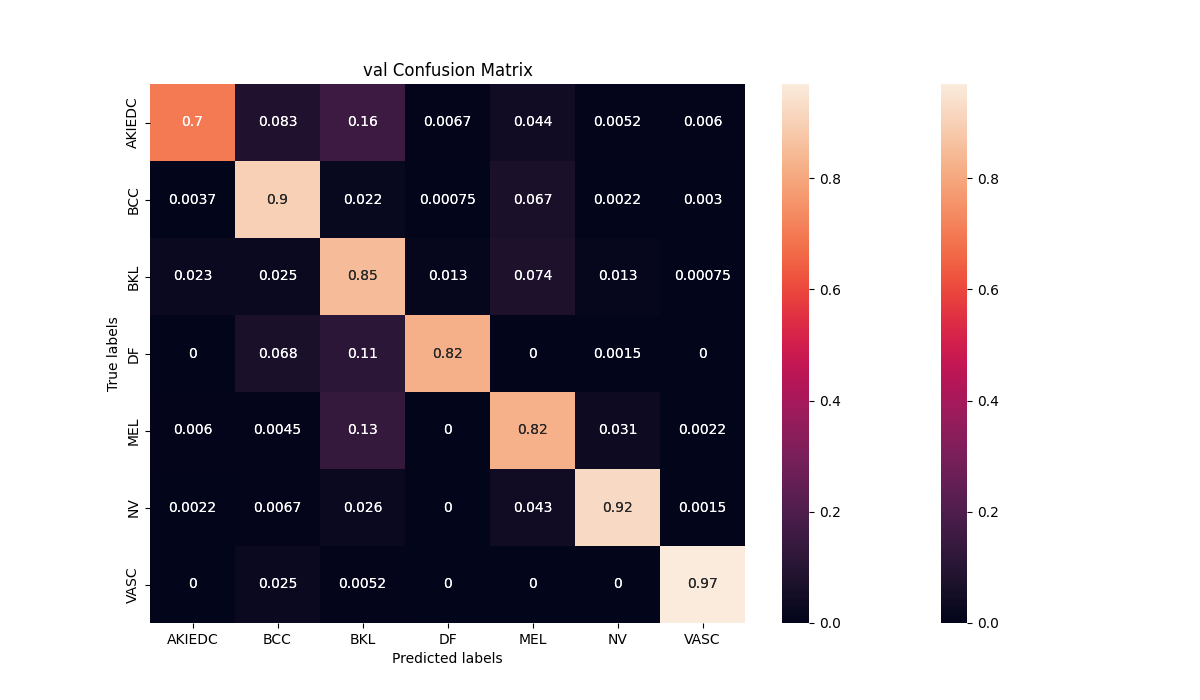 val Confusion Matrix
AKIEDC 0.7 0.083 0.16 0.0067 0.044 0.0052 0.006
BCC 0.0037 0.9 0.022 0.00075 0.067 0.0022 0.003
BKL 0.023 0.025 0.85 0.013 0.074 0.013 0.00075
DF 0 0.068 0.11 0.82 0 0.0015 0
MEL 0.006 0.0045 0.13 0 0.82 0.031 0.0022
NV 0.0022 0.0067 0.026 0 0.043 0.92 0.0015
VASC 0 0.025 0.0052 0 0 0 0.97
True labels
AKIEDC BCC BKL DF MEL NV VASC
Predicted labels
0.8
0.6
0.4
0.2
0.0
0.8
0.6
0.4
0.2
0.0